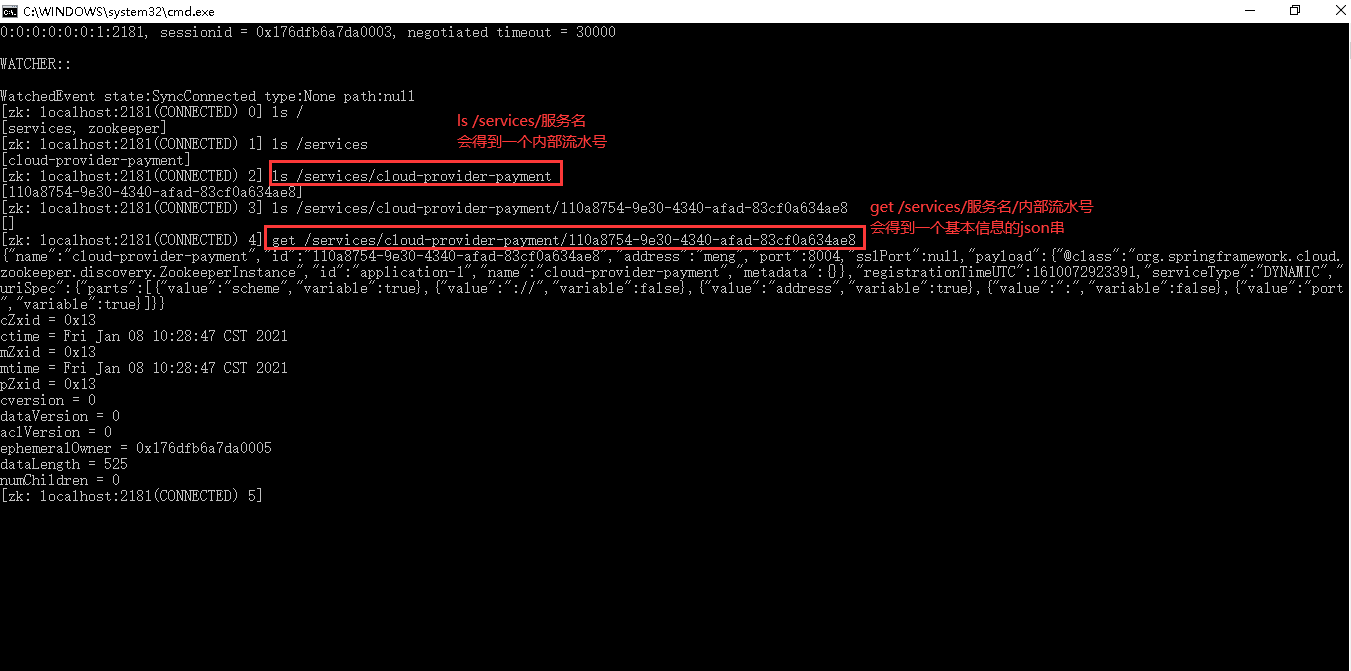 C:\WINDOWS\system32\cmd.exe
0:0:0:0:0:0:1:2181, sessionid = 0x176dfb6a7da0003, negotiated timeout = 30000
WATCHER::
WatchedEvent state:SyncConnected type:None path:null
[zk: localhost:2181(CONNECTED) 0] ls /
[services, zookeeper]
[zk: localhost:2181(CONNECTED) 1] ls /services
[cloud-provider-payment]
ls /services/服务名
会得到一个内部流水号
[zk: localhost:2181(CONNECTED) 2] ls /services/cloud-provider-payment
[110a8754-9e30-4340-afad-83cf0a634ae8]
[zk: localhost:2181(CONNECTED) 3] ls /services/cloud-provider-payment/110a8754-9e30-4340-afad-83cf0a634ae8
[]
get /services/服务名/内部流水号
会得到一个基本信息的json串
[zk: localhost:2181(CONNECTED) 4] get /services/cloud-provider-payment/110a8754-9e30-4340-afad-83cf0a634ae8
{"name":"cloud-provider-payment","id":"110a8754-9e30-4340-afad-83cf0a634ae8","address":"meng","port":8004,"sslPort":null,"payload":{"@class":"org.springframework.cloud.
zookeeper.discovery.ZookeeperInstance","id":"application-1","name":"cloud-provider-payment","metadata":{}},"registrationTimeUTC":1610072923391,"serviceType":"DYNAMIC","
uriSpec":{"parts":[{"value":"scheme","variable":true},{"value":"://","variable":false},{"value":"address","variable":true},{"value":":","variable":false},{"value":"port
","variable":true}]}}
cZxid = 0x13
ctime = Fri Jan 08 10:28:47 CST 2021
mZxid = 0x13
mtime = Fri Jan 08 10:28:47 CST 2021
pZxid = 0x13
cversion = 0
dataVersion = 0
aclVersion = 0
ephemeralOwner = 0x176dfb6a7da0005
dataLength = 525
numChildren = 0
[zk: localhost:2181(CONNECTED) 5]